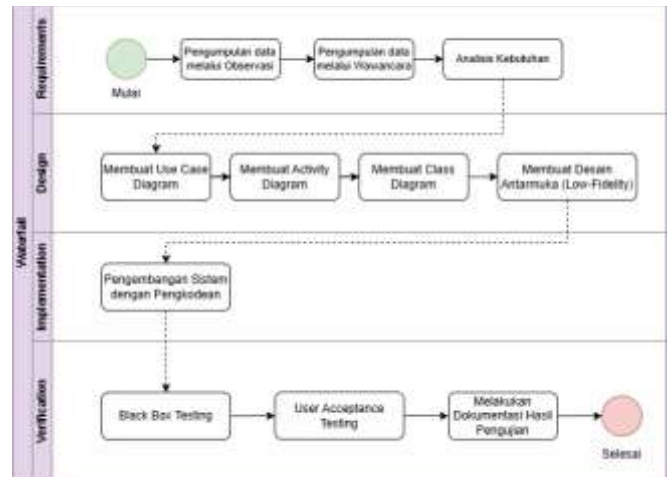 Waterfall
Requirements
Mulai
Pengumpulan data
melalui Observasi
Pengumpulan data
melalui Wawancara
Analisis Kebutuhan
Design
Membuat Use Case
Diagram
Membuat Activity
Diagram
Membuat Class
Diagram
Membuat Desain
Antarmuka (Low-Fidelity)
Implementation
Pengembangan Sistem
dengan Pengkodean
Verification
Black Box Testing
User Acceptance
Testing
Melakukan
Dokumentasi Hasil
Pengujian
Selesai